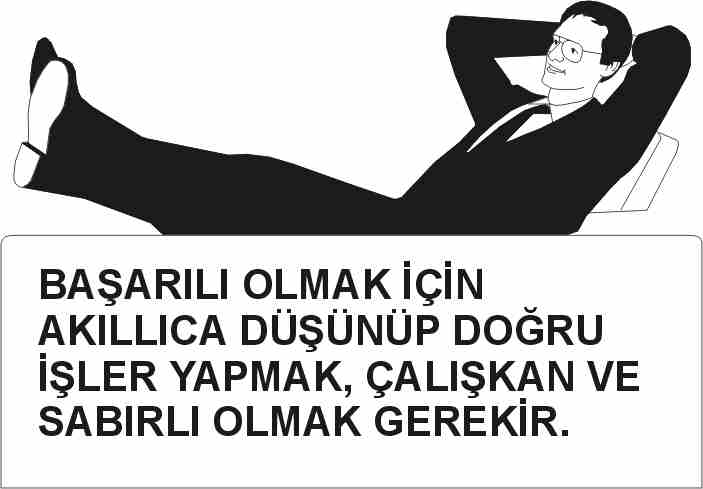 BAŞARILI OLMAK İÇİN
AKILLICA DÜŞÜNÜP DOĞRU
İŞLER YAPMAK, ÇALIŞKAN VE
SABIRLI OLMAK GEREKİR.